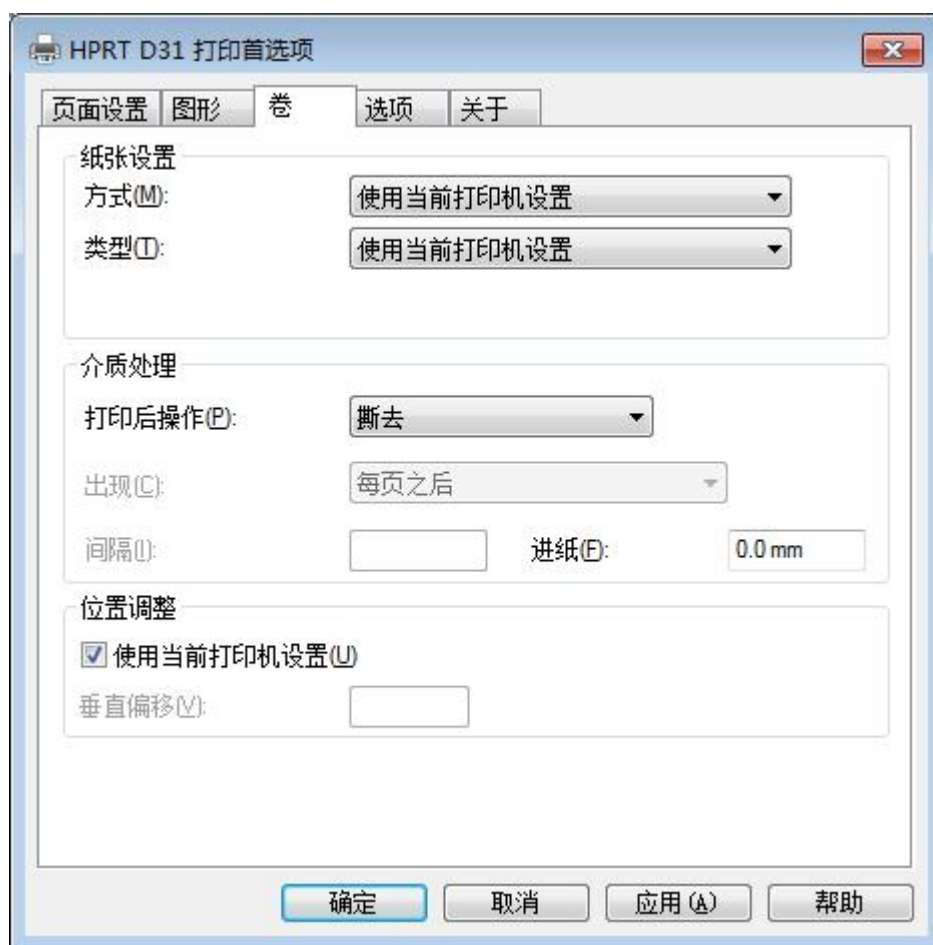 HPRT D31 打印首选项
页面设置 图形 卷 选项 关于
纸张设置
方式(M): 使用当前打印机设置
类型(T): 使用当前打印机设置
介质处理
打印后操作(P): 撕去
出现(C): 每页之后
间隔(I): 进纸(F): 0.0 mm
位置调整
使用当前打印机设置(U)
垂直偏移(V):
确定 取消 应用(A) 帮助